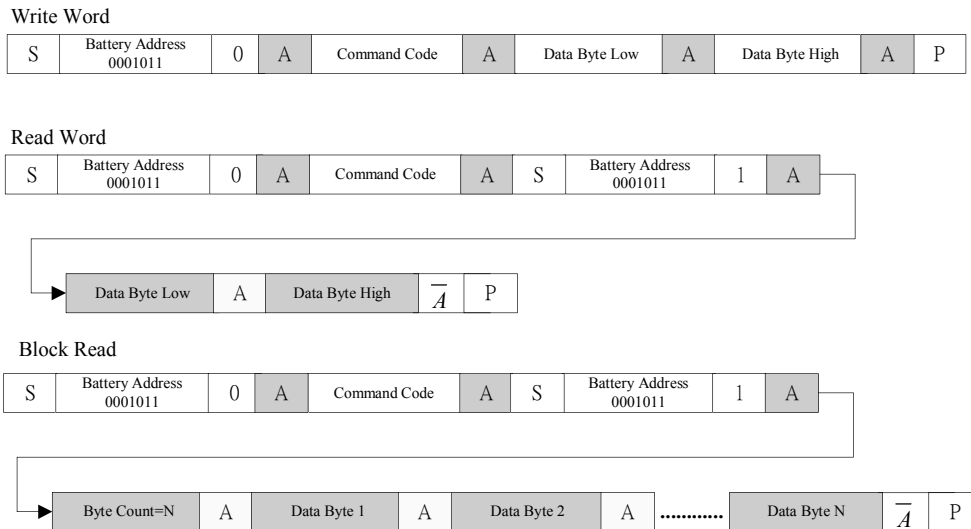 Write Word
S Battery Address 0001011 0 A Command Code A Data Byte Low A Data Byte High A P
Read Word
S Battery Address 0001011 0 A Command Code A S Battery Address 0001011 1 A
Data Byte Low A Data Byte High A̅ P
Block Read
S Battery Address 0001011 0 A Command Code A S Battery Address 0001011 1 A
Byte Count=N A Data Byte 1 A Data Byte 2 A ............ Data Byte N A̅ P